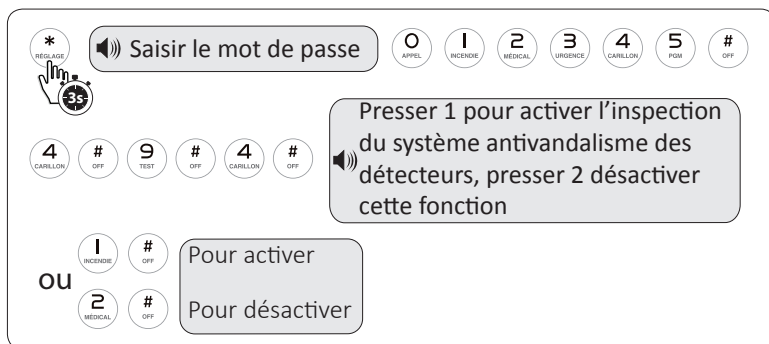 * RÉGLAGE 3s Saisir le mot de passe 0 APPEL 1 INCENDIE 2 MÉDICAL 3 URGENCE 4 CARILLON 5 PGM # OFF
4 CARILLON # OFF 9 TEST # OFF 4 CARILLON # OFF
Presser 1 pour activer l’inspection
du système antivandalisme des
détecteurs, presser 2 désactiver
cette fonction
ou
1 INCENDIE # OFF Pour activer
2 MÉDICAL # OFF Pour désactiver